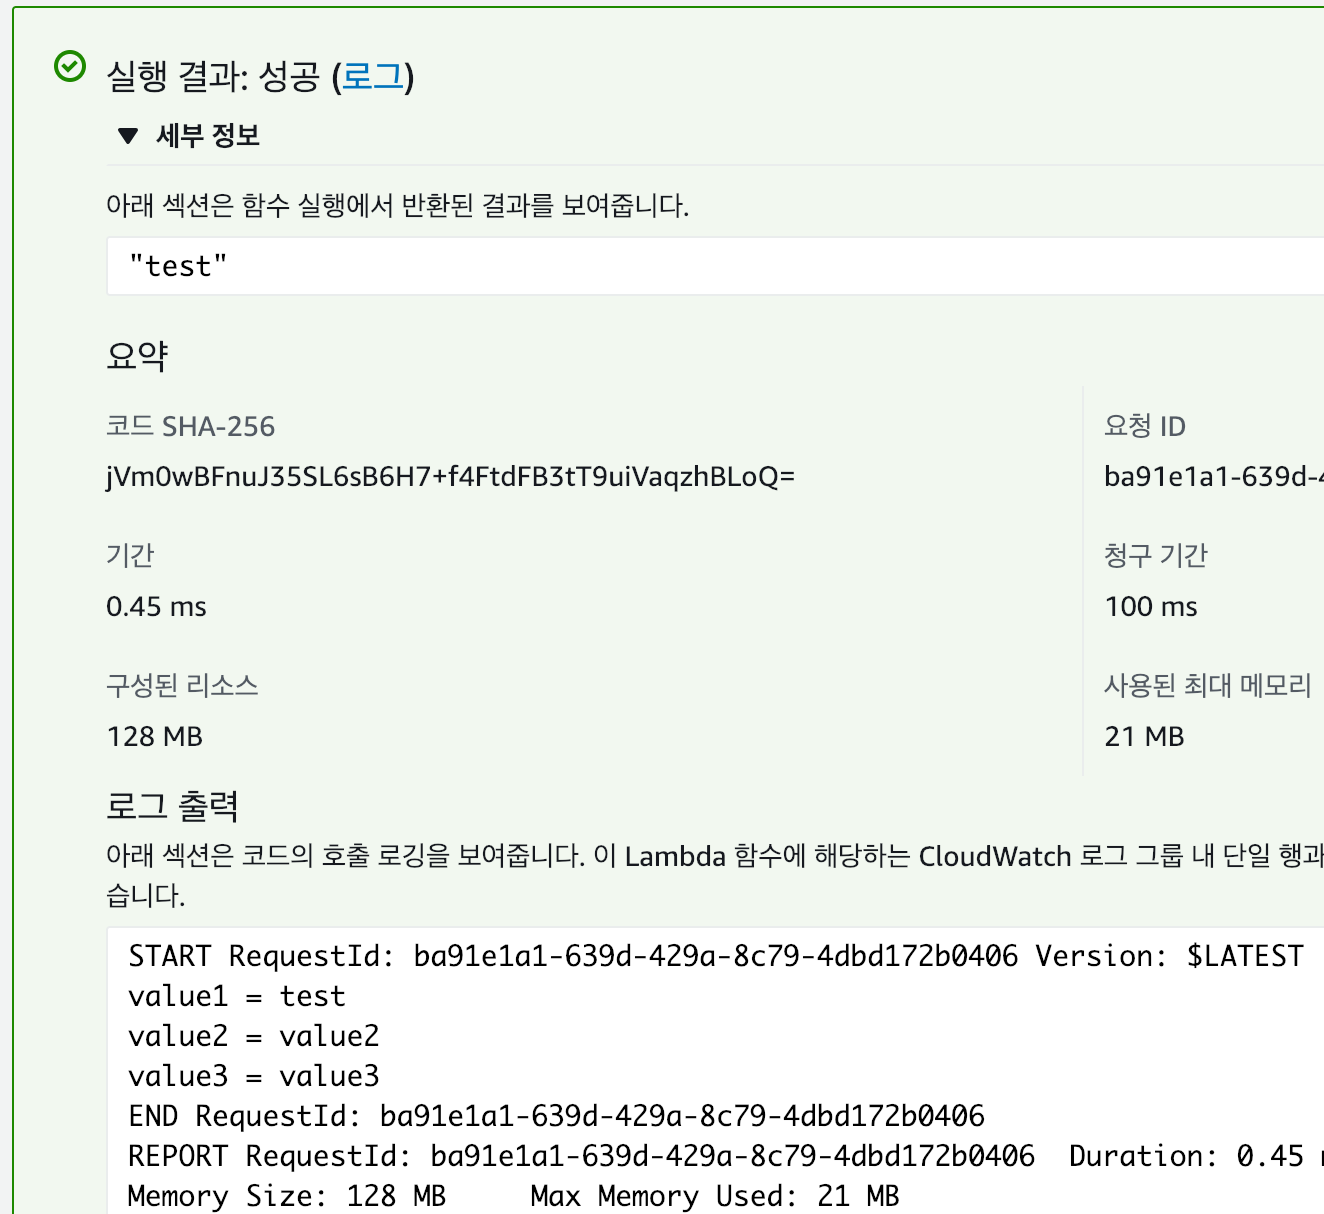 실행 결과: 성공 (로그)
▼ 세부 정보
아래 섹션은 함수 실행에서 반환된 결과를 보여줍니다.
"test"
요약
코드 SHA-256
jVm0wBFnuJ35SL6sB6H7+f4FtdFB3tT9uiVaqzhBLoQ=
요청 ID
ba91e1a1-639d-4
기간
0.45 ms
청구 기간
100 ms
구성된 리소스
128 MB
사용된 최대 메모리
21 MB
로그 출력
아래 섹션은 코드의 호출 로깅을 보여줍니다. 이 Lambda 함수에 해당하는 CloudWatch 로그 그룹 내 단일 행과
습니다.
START RequestId: ba91e1a1-639d-429a-8c79-4dbd172b0406 Version: $LATEST
value1 = test
value2 = value2
value3 = value3
END RequestId: ba91e1a1-639d-429a-8c79-4dbd172b0406
REPORT RequestId: ba91e1a1-639d-429a-8c79-4dbd172b0406 Duration: 0.45
Memory Size: 128 MB Max Memory Used: 21 MB